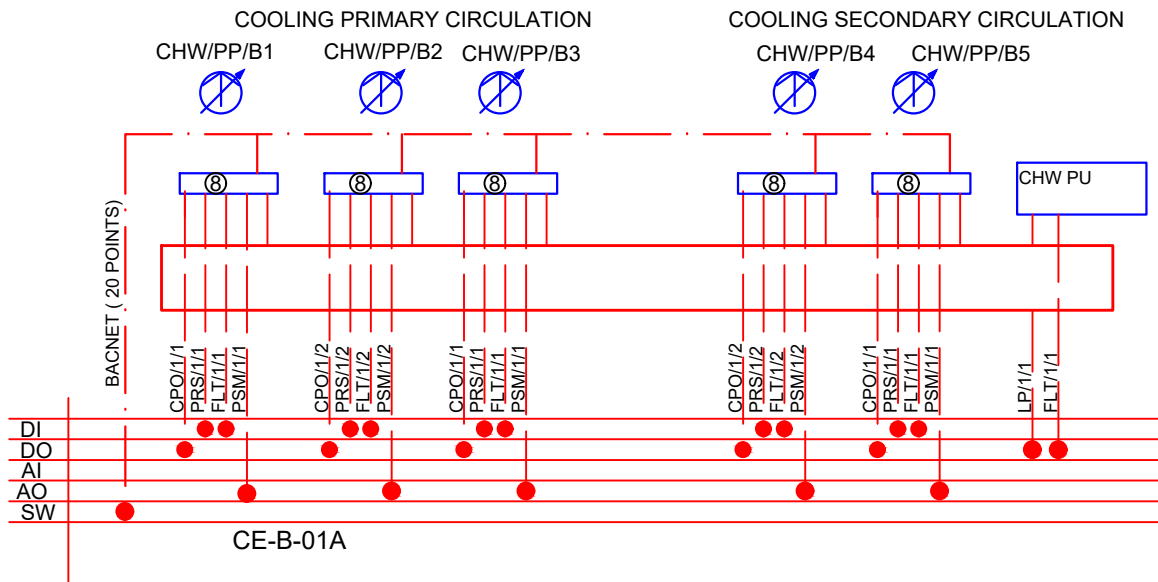 COOLING PRIMARY CIRCULATION
COOLING SECONDARY CIRCULATION
CHW/PP/B1
CHW/PP/B2
CHW/PP/B3
CHW/PP/B4
CHW/PP/B5
8
8
8
8
8
CHW PU
BACNET ( 20 POINTS)
CPO/1/1
PRS/1/1
FLT/1/1
PSM/1/1
CPO/1/2
PRS/1/2
FLT/1/2
PSM/1/2
CPO/1/1
PRS/1/1
FLT/1/1
PSM/1/1
CPO/1/2
PRS/1/2
FLT/1/2
PSM/1/2
CPO/1/1
PRS/1/1
FLT/1/1
PSM/1/1
LP/1/1
FLT/1/1
DI
DO
AI
AO
SW
CE-B-01A